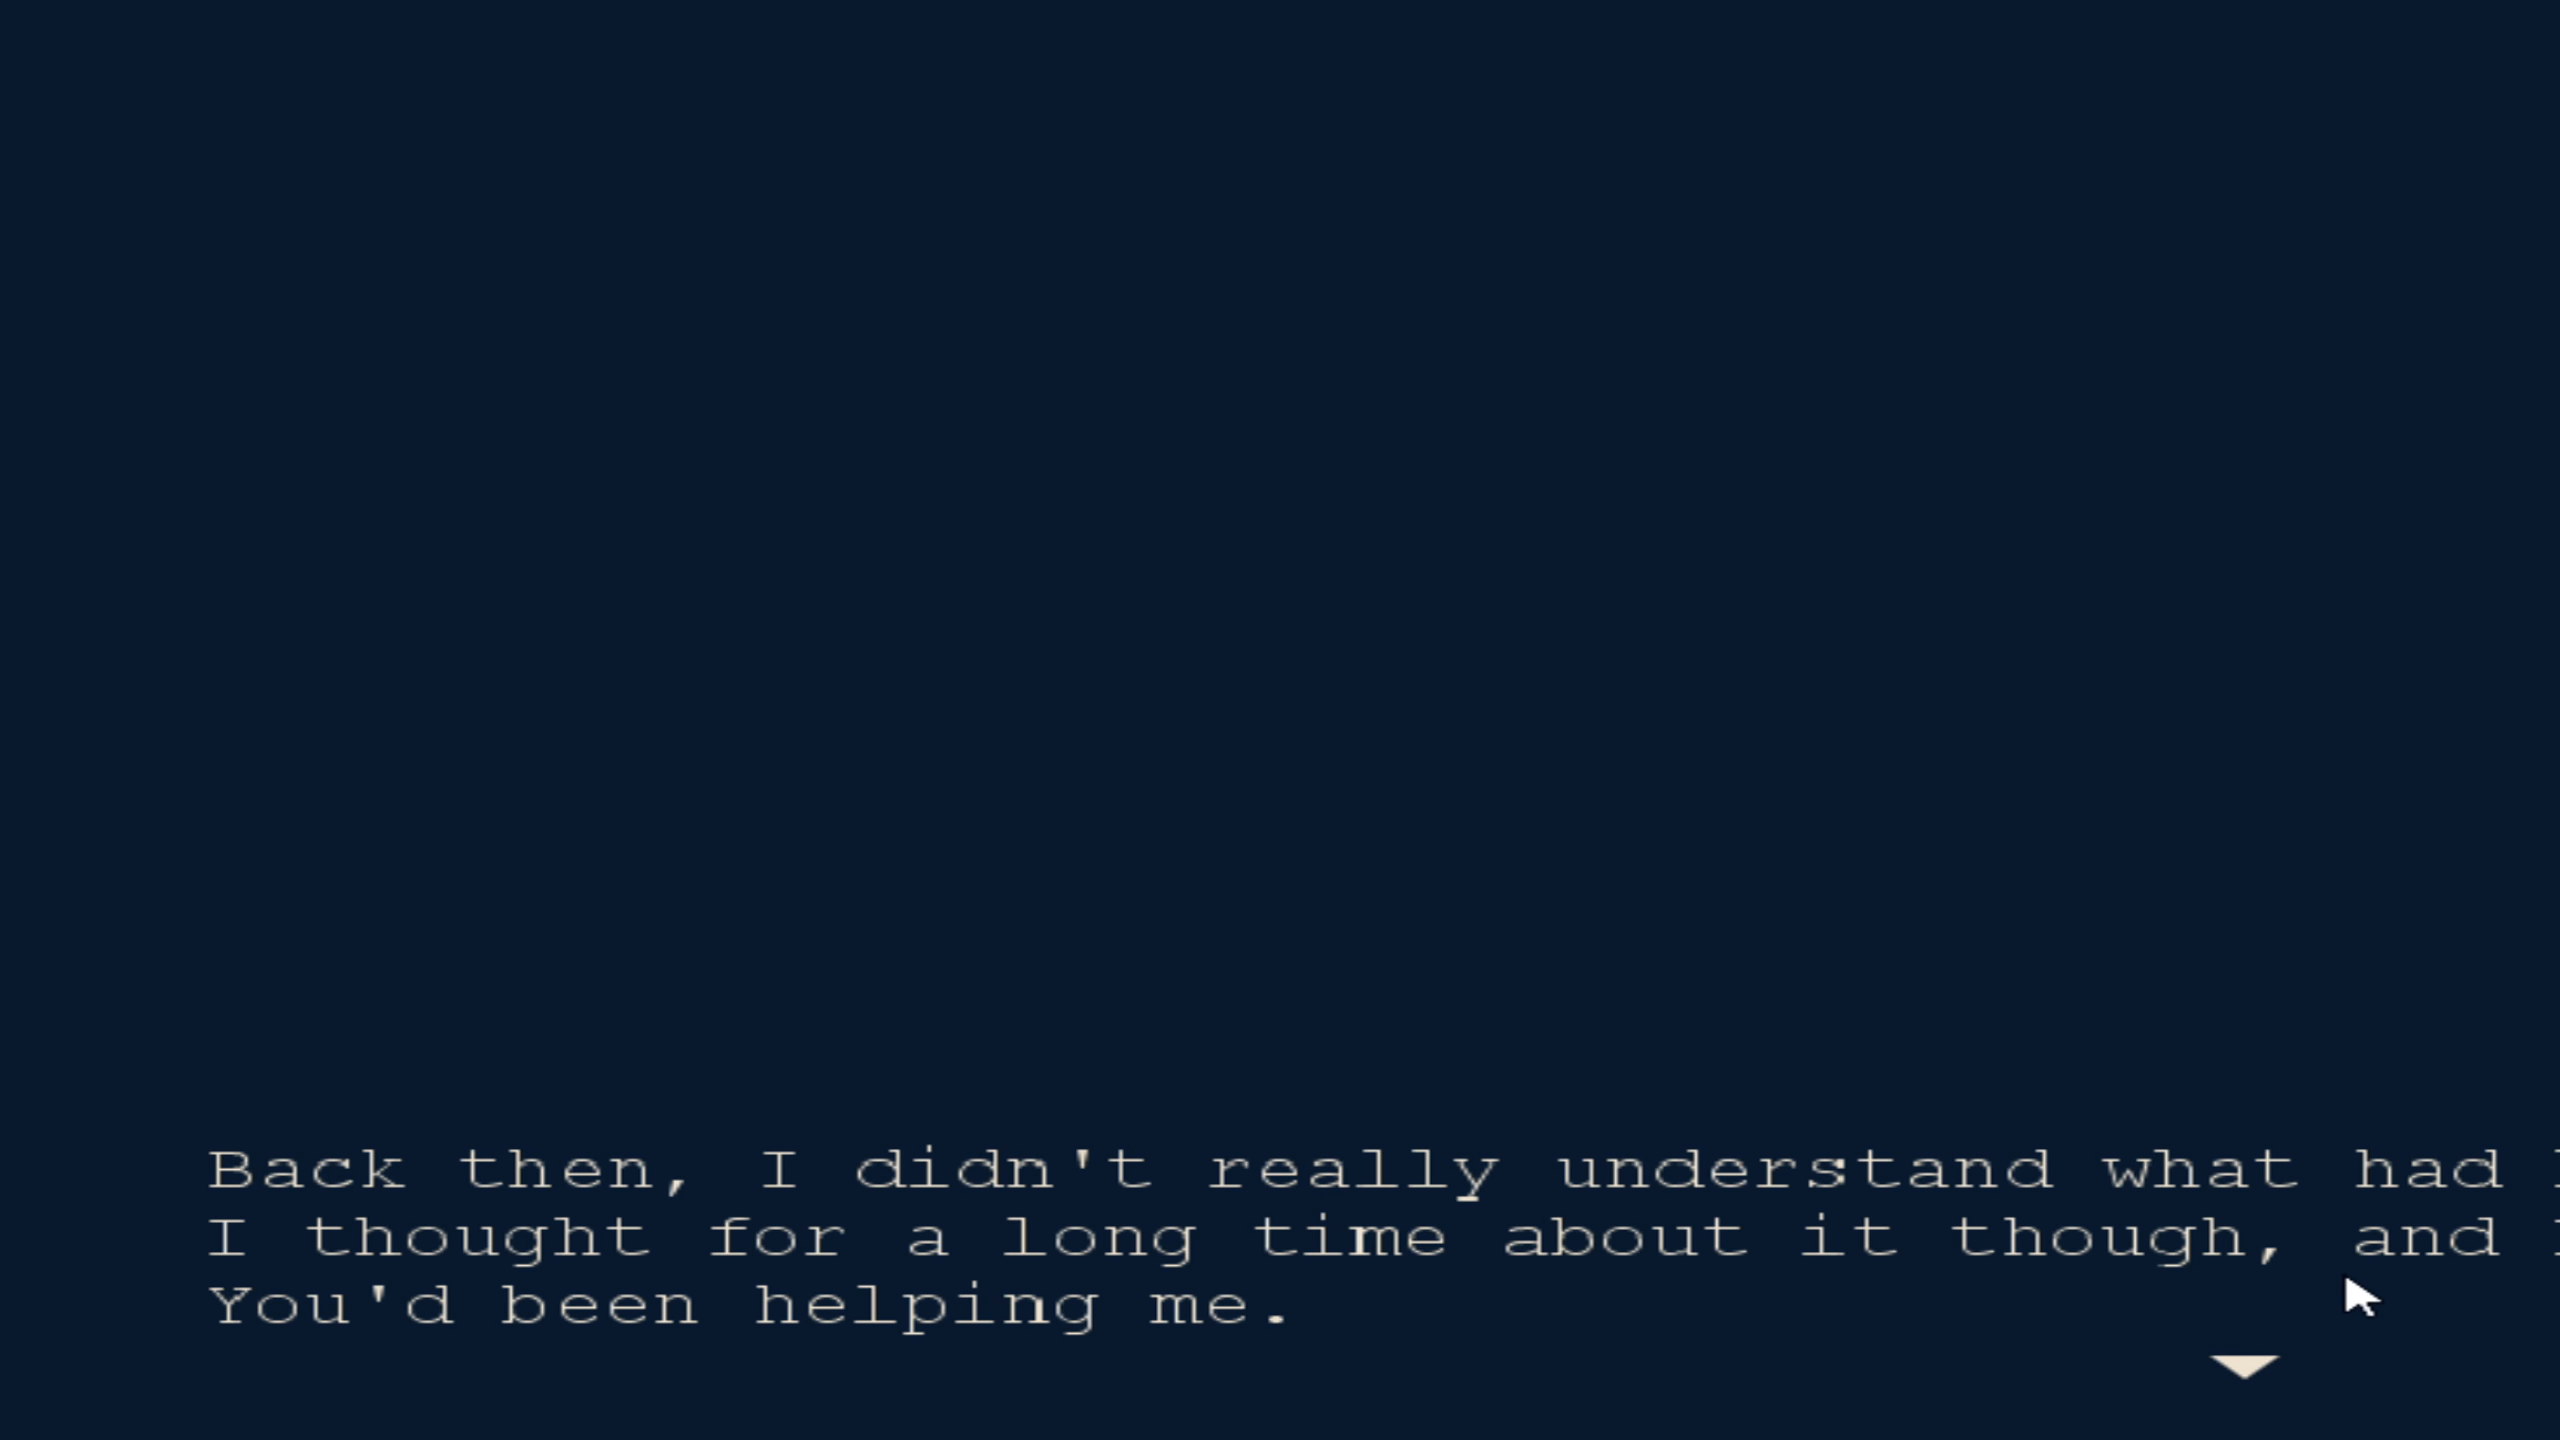 Back then, I didn't really understand what had
I thought for a long time about it though, and
You'd been helping me.